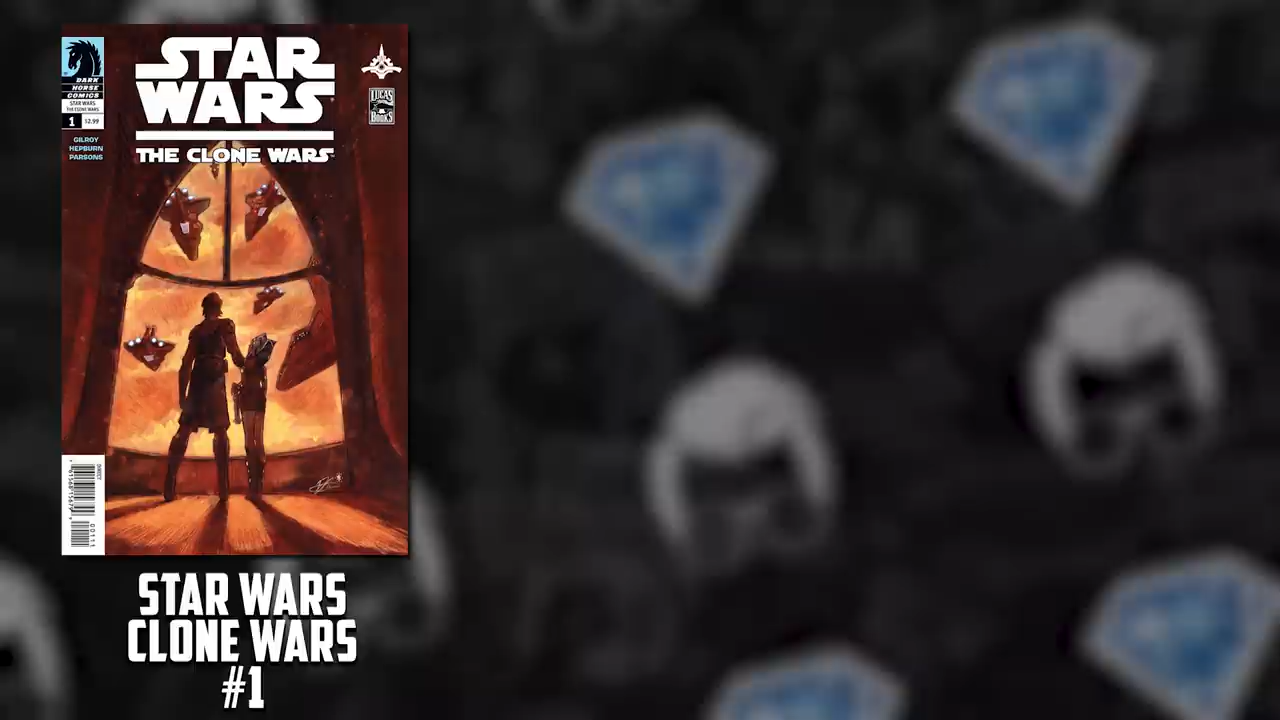 STAR
WARS
THE CLONE WARS
DARK
HORSE
COMICS
STAR WARS
THE CLONE WARS
1 $2.99
GILROY
HEPBURN
PARSONS
LUCAS
BOOKS
00111
STAR WARS
CLONE WARS
#1